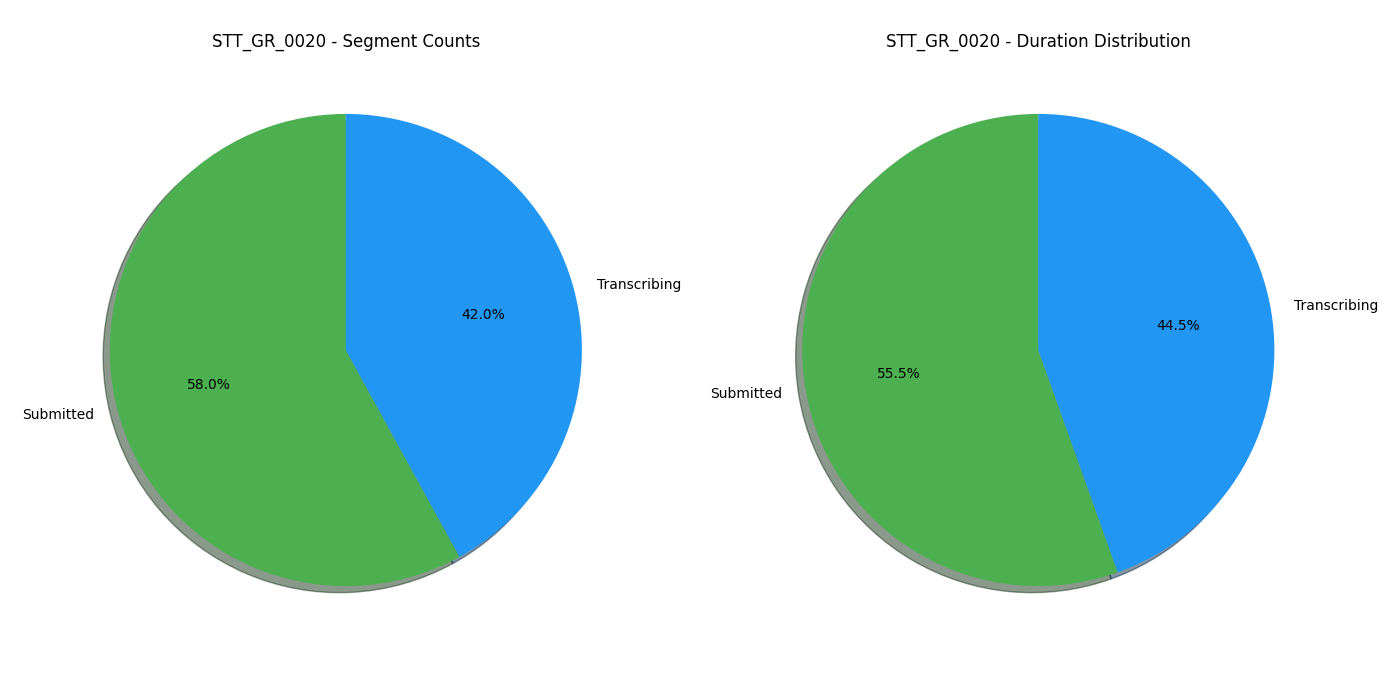 STT_GR_0020 - Segment Counts
Transcribing
42.0%
58.0%
Submitted
STT_GR_0020 - Duration Distribution
Transcribing
44.5%
55.5%
Submitted